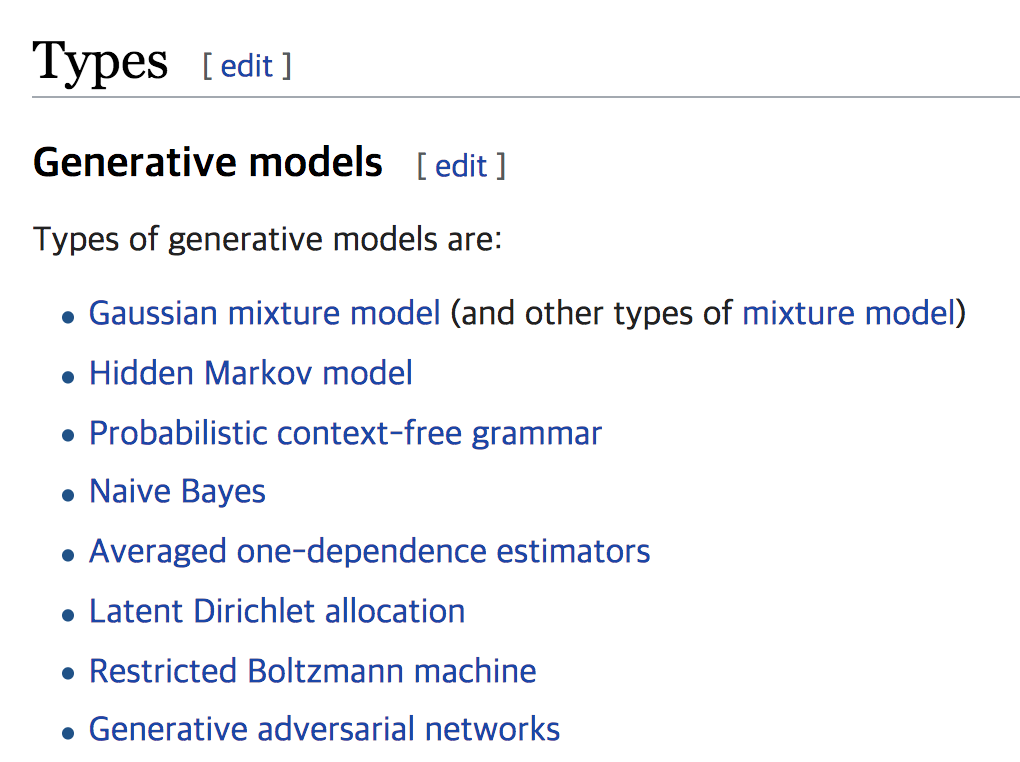 Types [ edit ]
Generative models [ edit ]
Types of generative models are:
• Gaussian mixture model (and other types of mixture model)
• Hidden Markov model
• Probabilistic context-free grammar
• Naive Bayes
• Averaged one-dependence estimators
• Latent Dirichlet allocation
• Restricted Boltzmann machine
• Generative adversarial networks